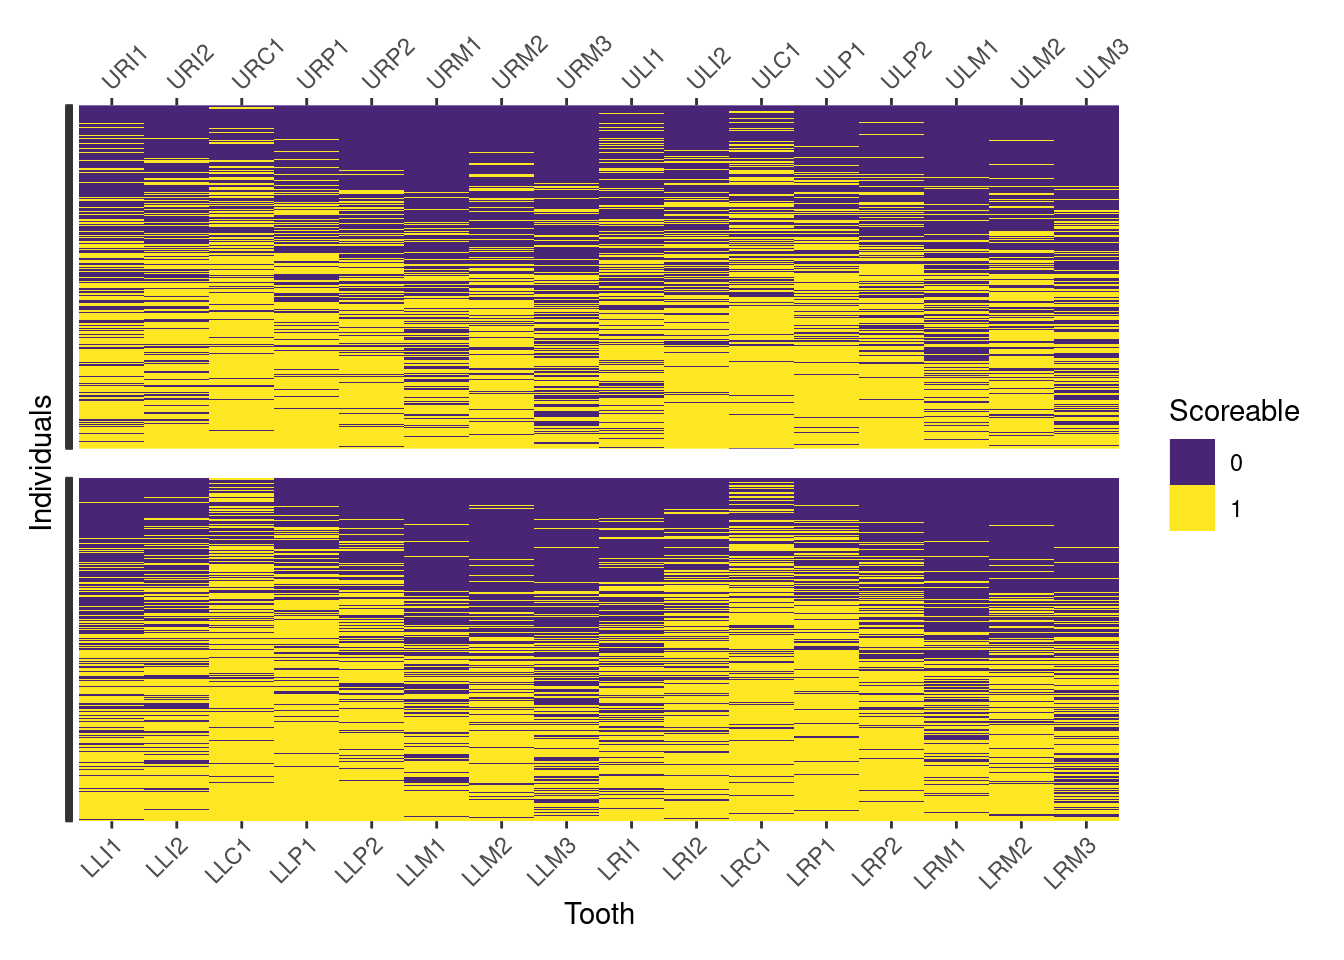 URI1 URI2 URC1 URP1 URP2 URM1 URM2 URM3 ULI1 ULI2 ULC1 ULP1 ULP2 ULM1 ULM2 ULM3
Individuals
Scoreable
0
1
LLI1 LLI2 LLC1 LLP1 LLP2 LLM1 LLM2 LLM3 LRI1 LRI2 LRC1 LRP1 LRP2 LRM1 LRM2 LRM3
Tooth